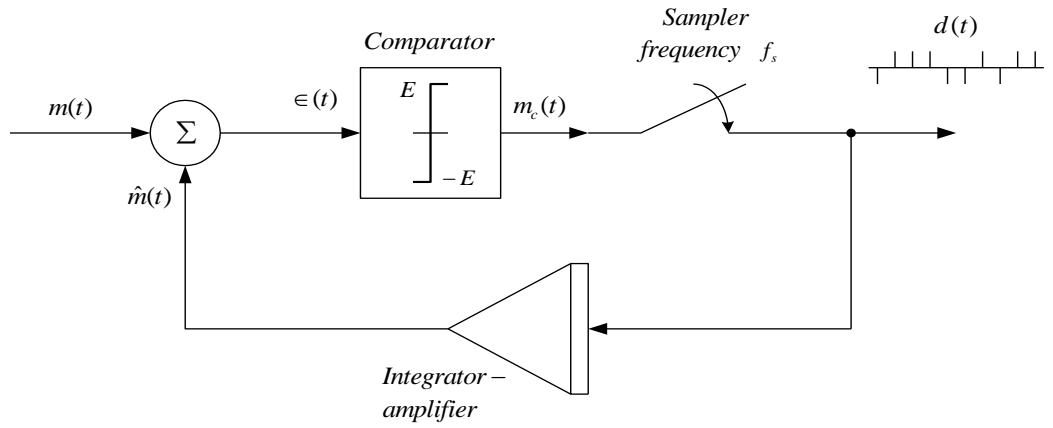 Sampler
frequency f_s
d(t)
Comparator
E
m(t)
∈(t)
m_c(t)
Σ
−E
m̂(t)
Integrator −
amplifier